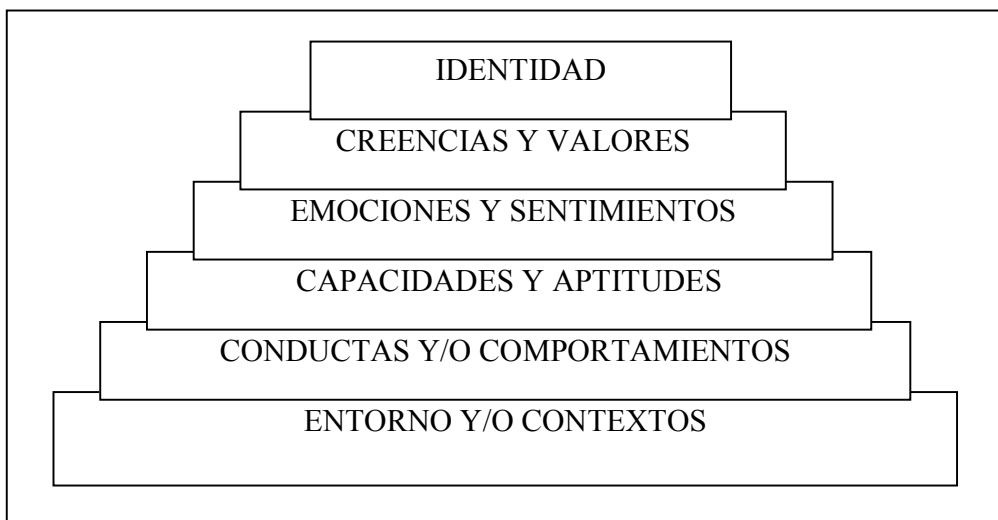 IDENTIDAD
CREENCIAS Y VALORES
EMOCIONES Y SENTIMIENTOS
CAPACIDADES Y APTITUDES
CONDUCTAS Y/O COMPORTAMIENTOS
ENTORNO Y/O CONTEXTOS